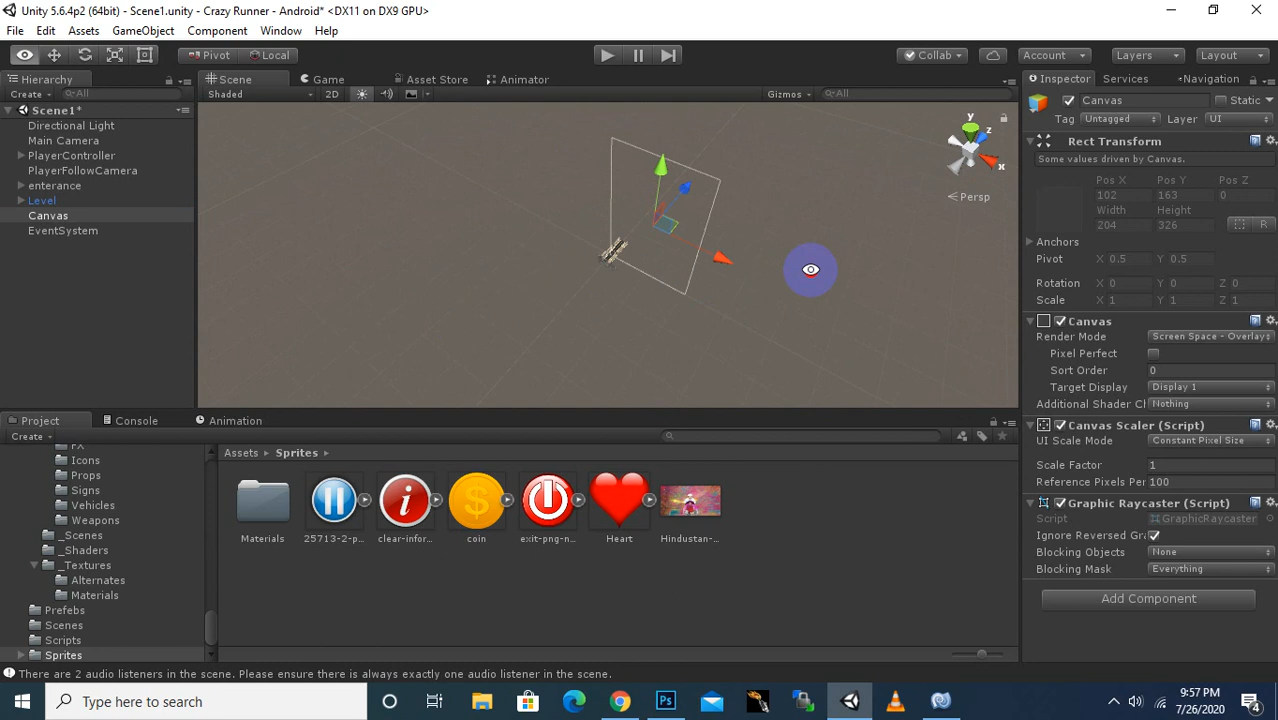 Unity 5.6.4p2 (64bit) - Scene1.unity - Crazy Runner - Android* <DX11 on DX9 GPU>
File Edit Assets GameObject Component Window Help
Pivot Local Collab Account Layers Layout
Hierarchy Scene Game Asset Store Animator Inspector Services Navigation
Create All Shaded 2D Gizmos All Canvas Static
Scene1*
Tag Untagged Layer UI
Directional Light
Main Camera
PlayerController
PlayerFollowCamera
enterance
Level
Canvas
EventSystem
y
z
x
Persp
Rect Transform
Some values driven by Canvas.
Pos X Pos Y Pos Z
102 163 0
Width Height
204 326 R
Anchors
Pivot X 0.5 Y 0.5
Rotation X 0 Y 0 Z 0
Scale X 1 Y 1 Z 1
Canvas
Render Mode Screen Space - Overlay
Pixel Perfect
Sort Order 0
Target Display Display 1
Additional Shader Ch Nothing
Canvas Scaler (Script)
UI Scale Mode Constant Pixel Size
Scale Factor 1
Reference Pixels Per 100
Graphic Raycaster (Script)
Script GraphicRaycaster
Ignore Reversed Gra
Blocking Objects None
Blocking Mask Everything
Add Component
Project Console Animation
Create
FX
Icons
Props
Signs
Vehicles
Weapons
_Scenes
_Shaders
_Textures
Alternates
Materials
Prefebs
Scenes
Scripts
Sprites
Assets Sprites
Materials 25713-2-p... clear-infor... coin exit-png-n... Heart Hindustan-...
There are 2 audio listeners in the scene. Please ensure there is always exactly one audio listener in the scene.
Type here to search
9:57 PM
7/26/2020
4